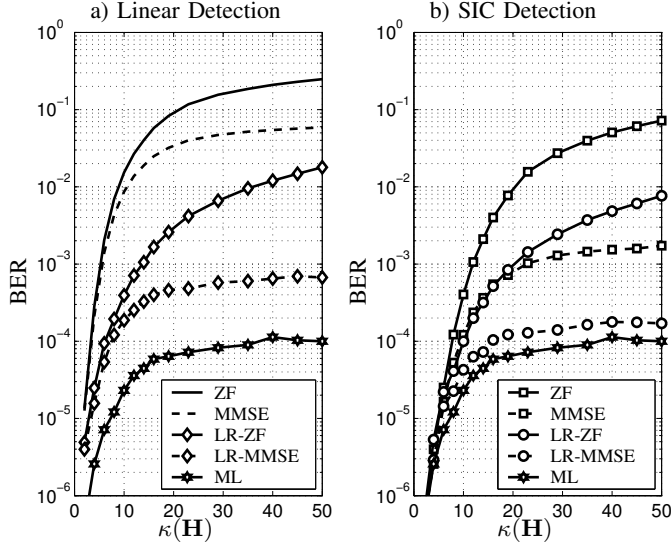 a) Linear Detection
10^0
10^-1
10^-2
10^-3
10^-4
10^-5
10^-6
BER
0 10 20 30 40 50
κ(H)
ZF
MMSE
LR-ZF
LR-MMSE
ML
b) SIC Detection
10^0
10^-1
10^-2
10^-3
10^-4
10^-5
10^-6
BER
0 10 20 30 40 50
κ(H)
ZF
MMSE
LR-ZF
LR-MMSE
ML